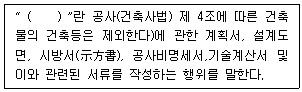 “ (      ) ”란 공사(건축사법) 제 4조에 따른 건축
물의 건축등은 제외한다)에 관한 계획서, 설계도
면, 시방서(示方書), 공사비명세서,기술계산서 및
이와 관련된 서류를 작성하는 행위를 말한다.